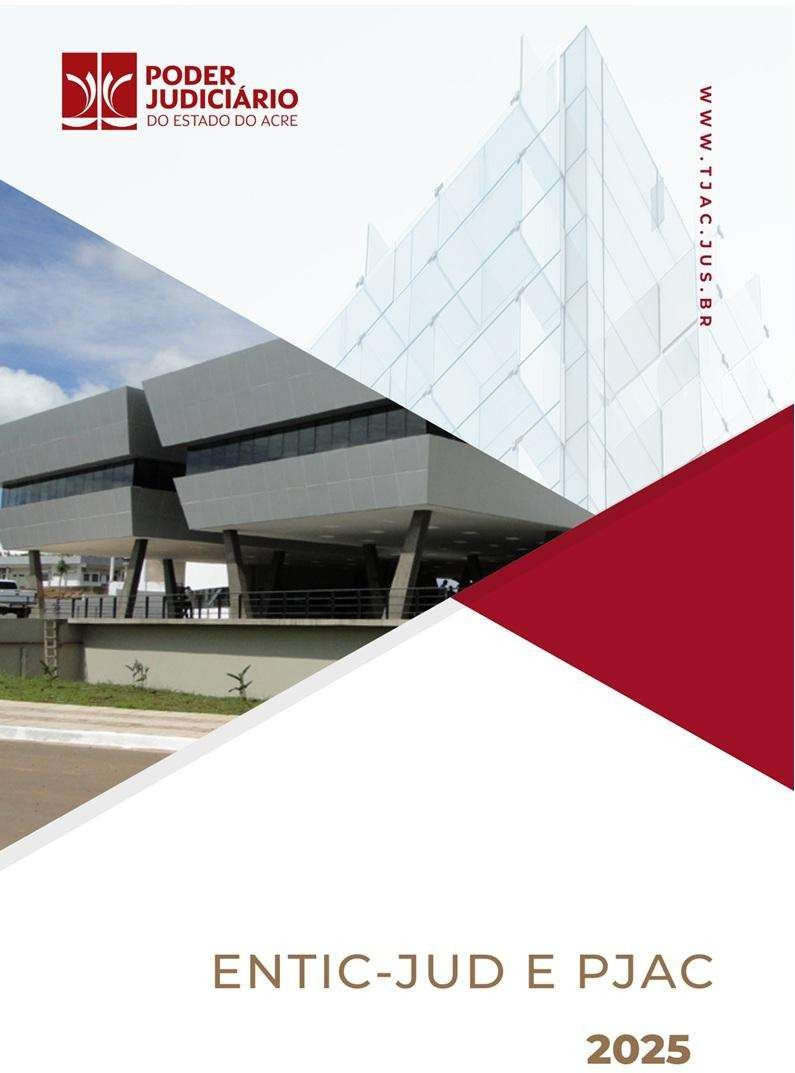 PODER
JUDICIÁRIO
DO ESTADO DO ACRE
WWW.TJAC.JUS.BR
ENTIC-JUD E PJAC
2025